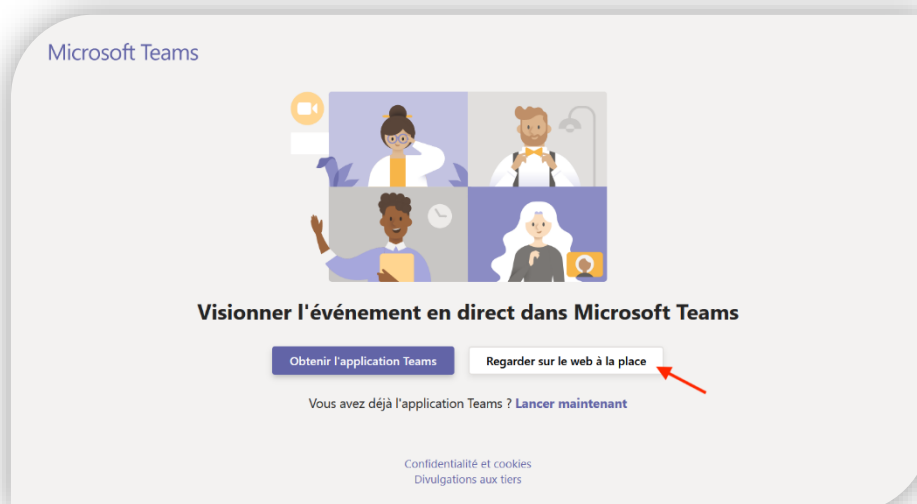 Microsoft Teams
Visionner l'événement en direct dans Microsoft Teams
Obtenir l'application Teams
Regarder sur le web à la place
Vous avez déjà l'application Teams ? Lancer maintenant
Confidentialité et cookies
Divulgations aux tiers